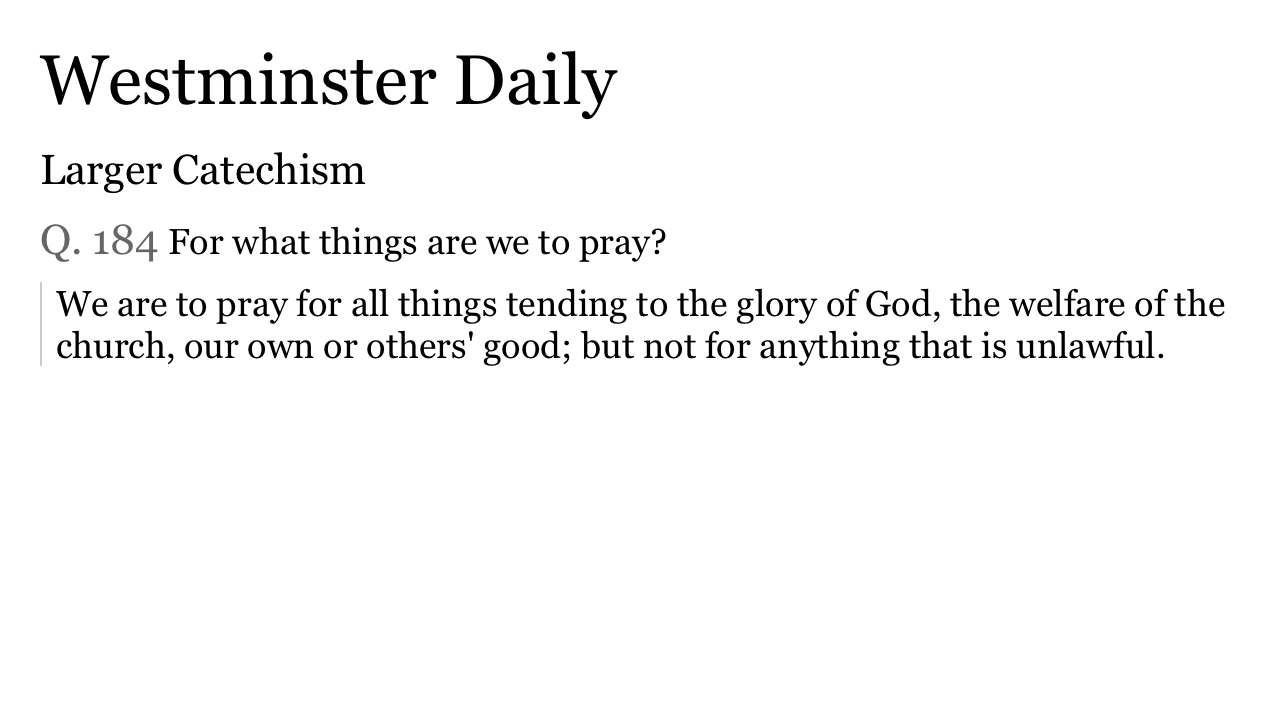 Westminster Daily
Larger Catechism
Q. 184 For what things are we to pray?
We are to pray for all things tending to the glory of God, the welfare of the
church, our own or others' good; but not for anything that is unlawful.